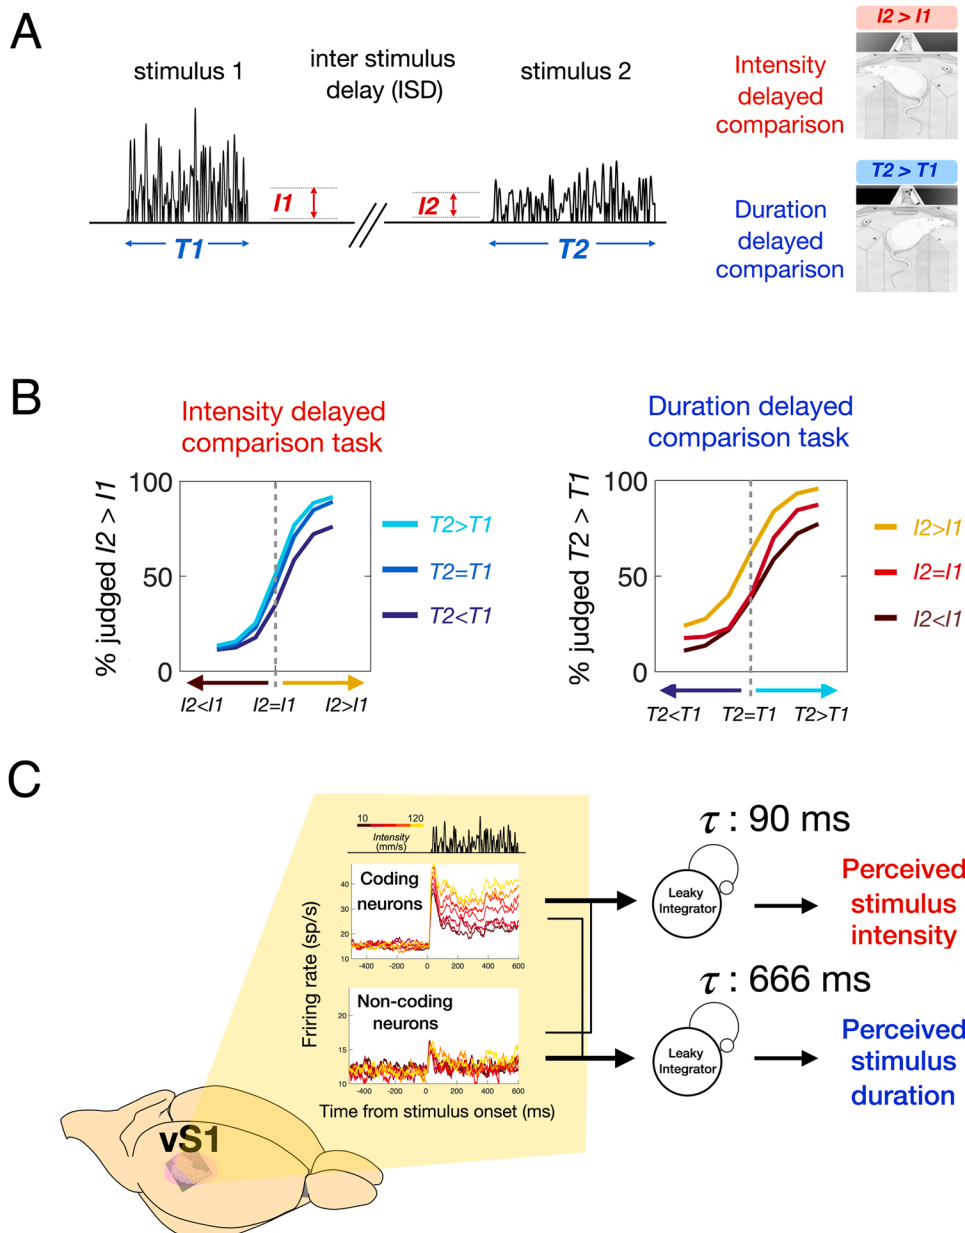 A
stimulus 1
inter stimulus
delay (ISD)
stimulus 2
I1
I2
T1
T2
Intensity
delayed
comparison
I2 > I1
Duration
delayed
comparison
T2 > T1
B
Intensity delayed
comparison task
% judged I2 > I1
100
50
0
T2>T1
T2=T1
T2<T1
I2<I1
I2=I1
I2>I1
Duration delayed
comparison task
% judged T2 > T1
100
50
0
I2>I1
I2=I1
I2<I1
T2<T1
T2=T1
T2>T1
C
10
120
Intensity
(mm/s)
Coding
neurons
40
30
20
10
-400
-200
0
200
400
600
Non-coding
neurons
20
15
10
-400
-200
0
200
400
600
Friring rate (sp/s)
Time from stimulus onset (ms)
τ : 90 ms
Leaky
Integrator
Perceived
stimulus
intensity
τ : 666 ms
Leaky
Integrator
Perceived
stimulus
duration
vS1